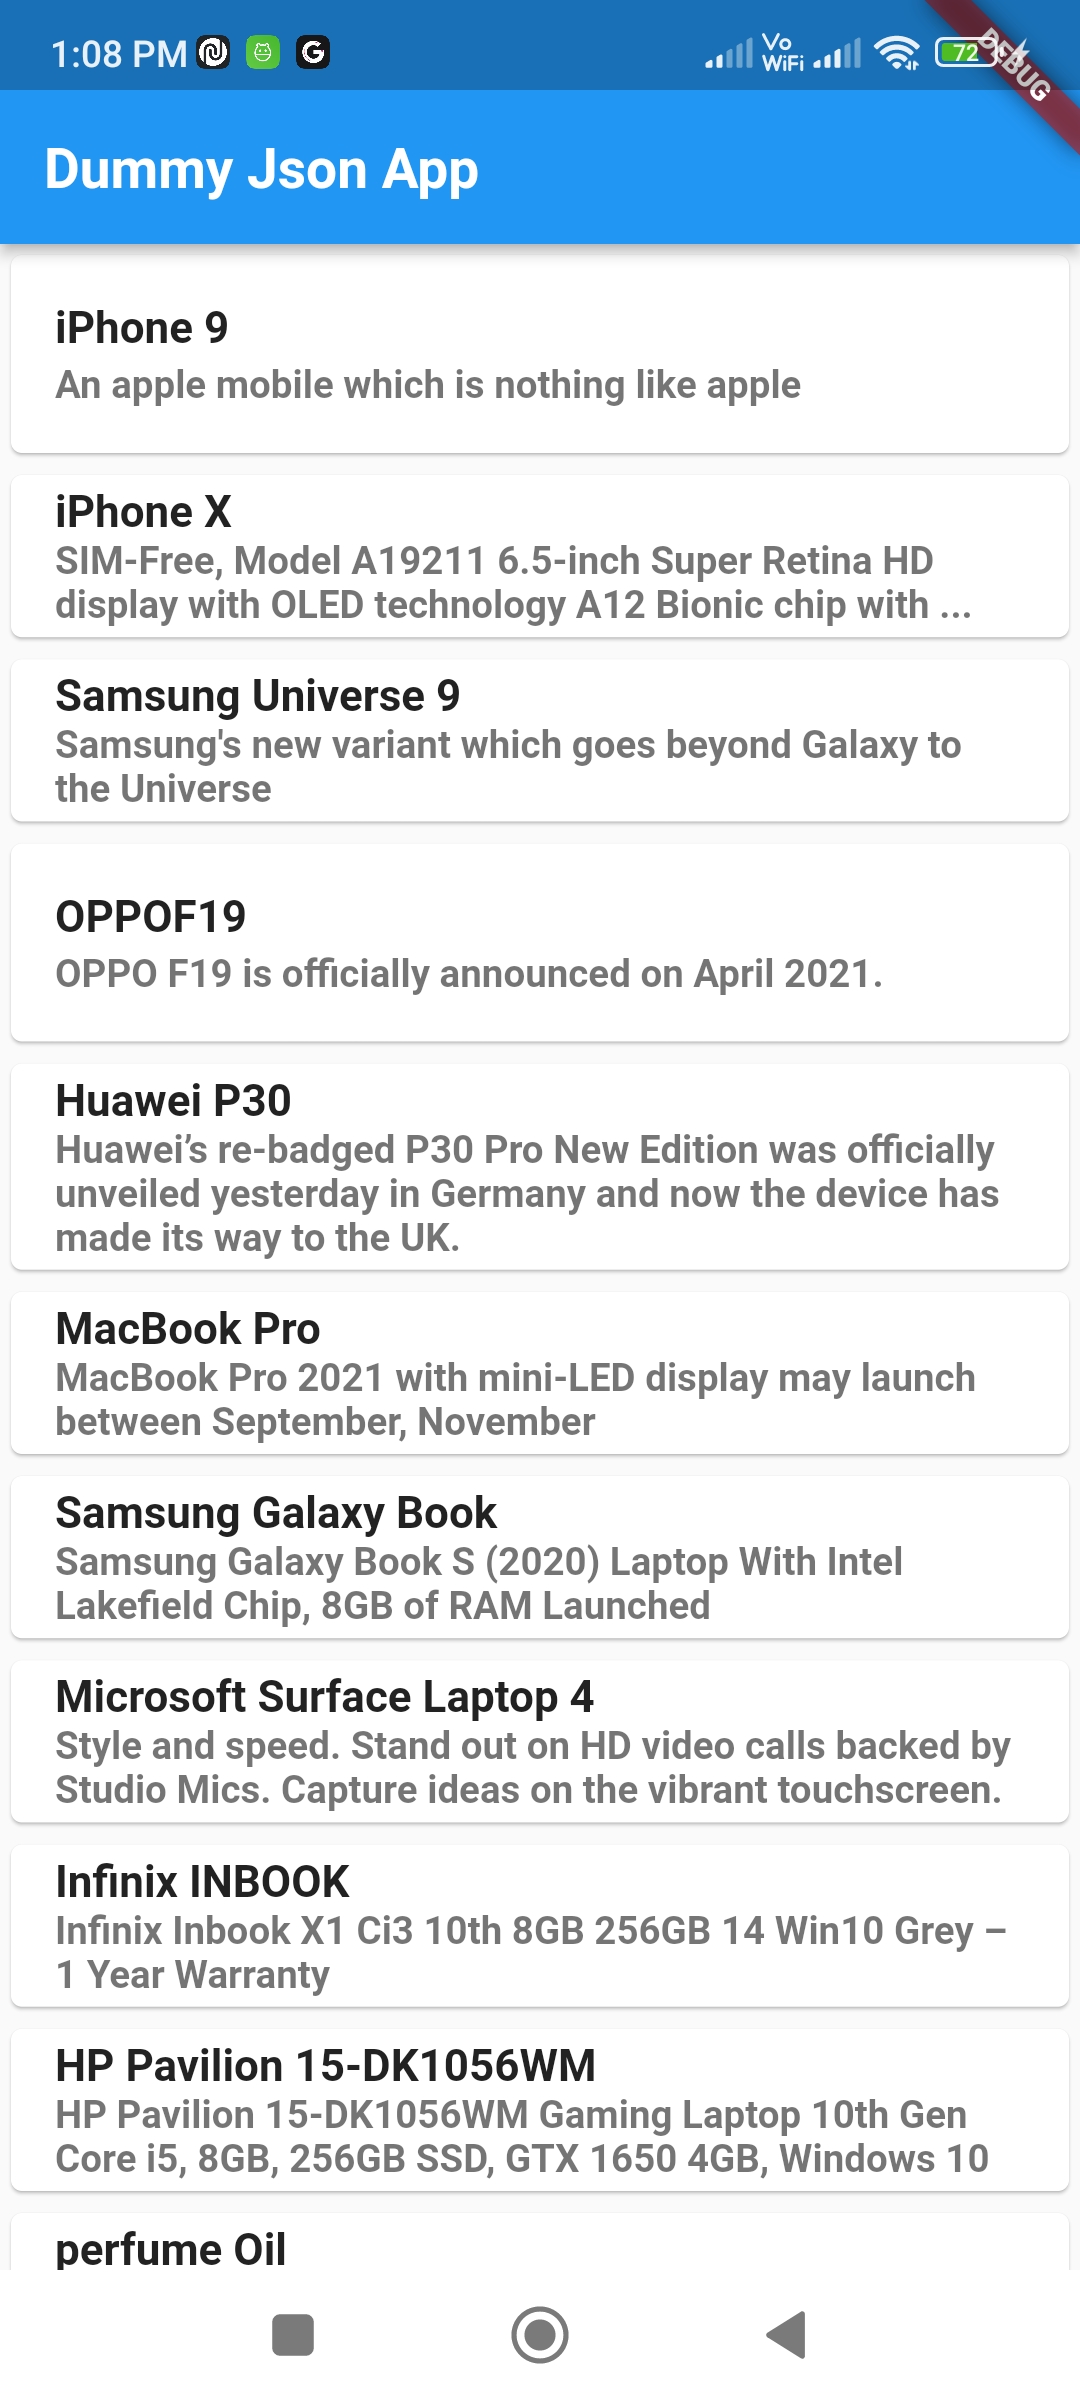 1:08 PM
Vo
WiFi
72
DEBUG
Dummy Json App
iPhone 9
An apple mobile which is nothing like apple
iPhone X
SIM-Free, Model A19211 6.5-inch Super Retina HD
display with OLED technology A12 Bionic chip with ...
Samsung Universe 9
Samsung's new variant which goes beyond Galaxy to
the Universe
OPPOF19
OPPO F19 is officially announced on April 2021.
Huawei P30
Huawei’s re-badged P30 Pro New Edition was officially
unveiled yesterday in Germany and now the device has
made its way to the UK.
MacBook Pro
MacBook Pro 2021 with mini-LED display may launch
between September, November
Samsung Galaxy Book
Samsung Galaxy Book S (2020) Laptop With Intel
Lakefield Chip, 8GB of RAM Launched
Microsoft Surface Laptop 4
Style and speed. Stand out on HD video calls backed by
Studio Mics. Capture ideas on the vibrant touchscreen.
Infinix INBOOK
Infinix Inbook X1 Ci3 10th 8GB 256GB 14 Win10 Grey –
1 Year Warranty
HP Pavilion 15-DK1056WM
HP Pavilion 15-DK1056WM Gaming Laptop 10th Gen
Core i5, 8GB, 256GB SSD, GTX 1650 4GB, Windows 10
perfume Oil